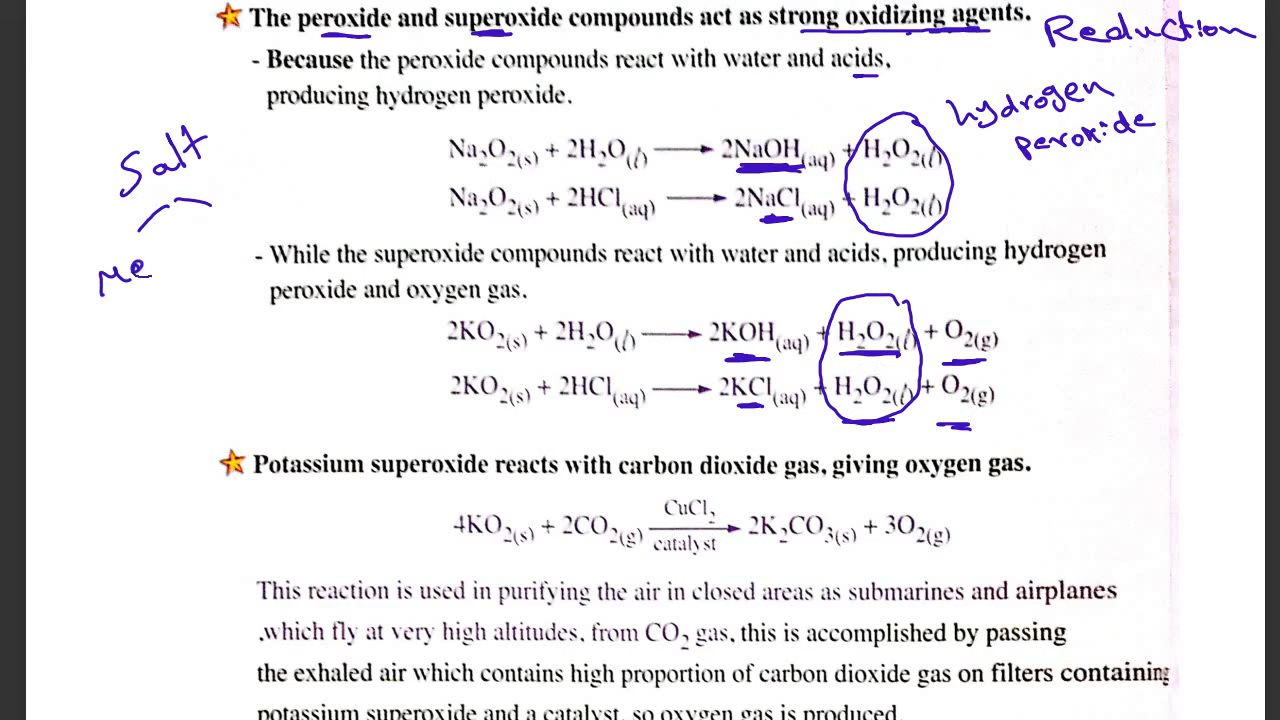 ★ The peroxide and superoxide compounds act as strong oxidizing agents.
Reduction
- Because the peroxide compounds react with water and acids,
producing hydrogen peroxide.
hydrogen
peroxide
Na₂O₂(s) + 2H₂O(l) ⟶ 2NaOH(aq) + H₂O₂(l)
Salt
Na₂O₂(s) + 2HCl(aq) ⟶ 2NaCl(aq) + H₂O₂(l)
- While the superoxide compounds react with water and acids, producing hydrogen
Me
peroxide and oxygen gas.
2KO₂(s) + 2H₂O(l) ⟶ 2KOH(aq) + H₂O₂(l) + O₂(g)
2KO₂(s) + 2HCl(aq) ⟶ 2KCl(aq) + H₂O₂(l) + O₂(g)
★ Potassium superoxide reacts with carbon dioxide gas, giving oxygen gas.
CuCl₂
4KO₂(s) + 2CO₂(g) ⟶ 2K₂CO₃(s) + 3O₂(g)
catalyst
This reaction is used in purifying the air in closed areas as submarines and airplanes
,which fly at very high altitudes, from CO₂ gas, this is accomplished by passing
the exhaled air which contains high proportion of carbon dioxide gas on filters containing
potassium superoxide and a catalyst, so oxygen gas is produced.